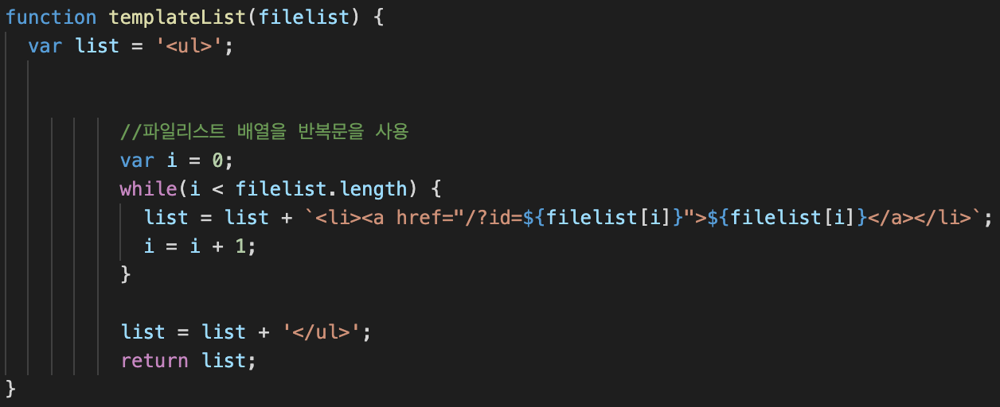 function templateList(filelist) {
  var list = '<ul>';
          //파일리스트 배열을 반복문을 사용
          var i = 0;
          while(i < filelist.length) {
            list = list + `<li><a href="/?id=${filelist[i]}">${filelist[i]}</a></li>`;
            i = i + 1;
          }
          list = list + '</ul>';
          return list;
}